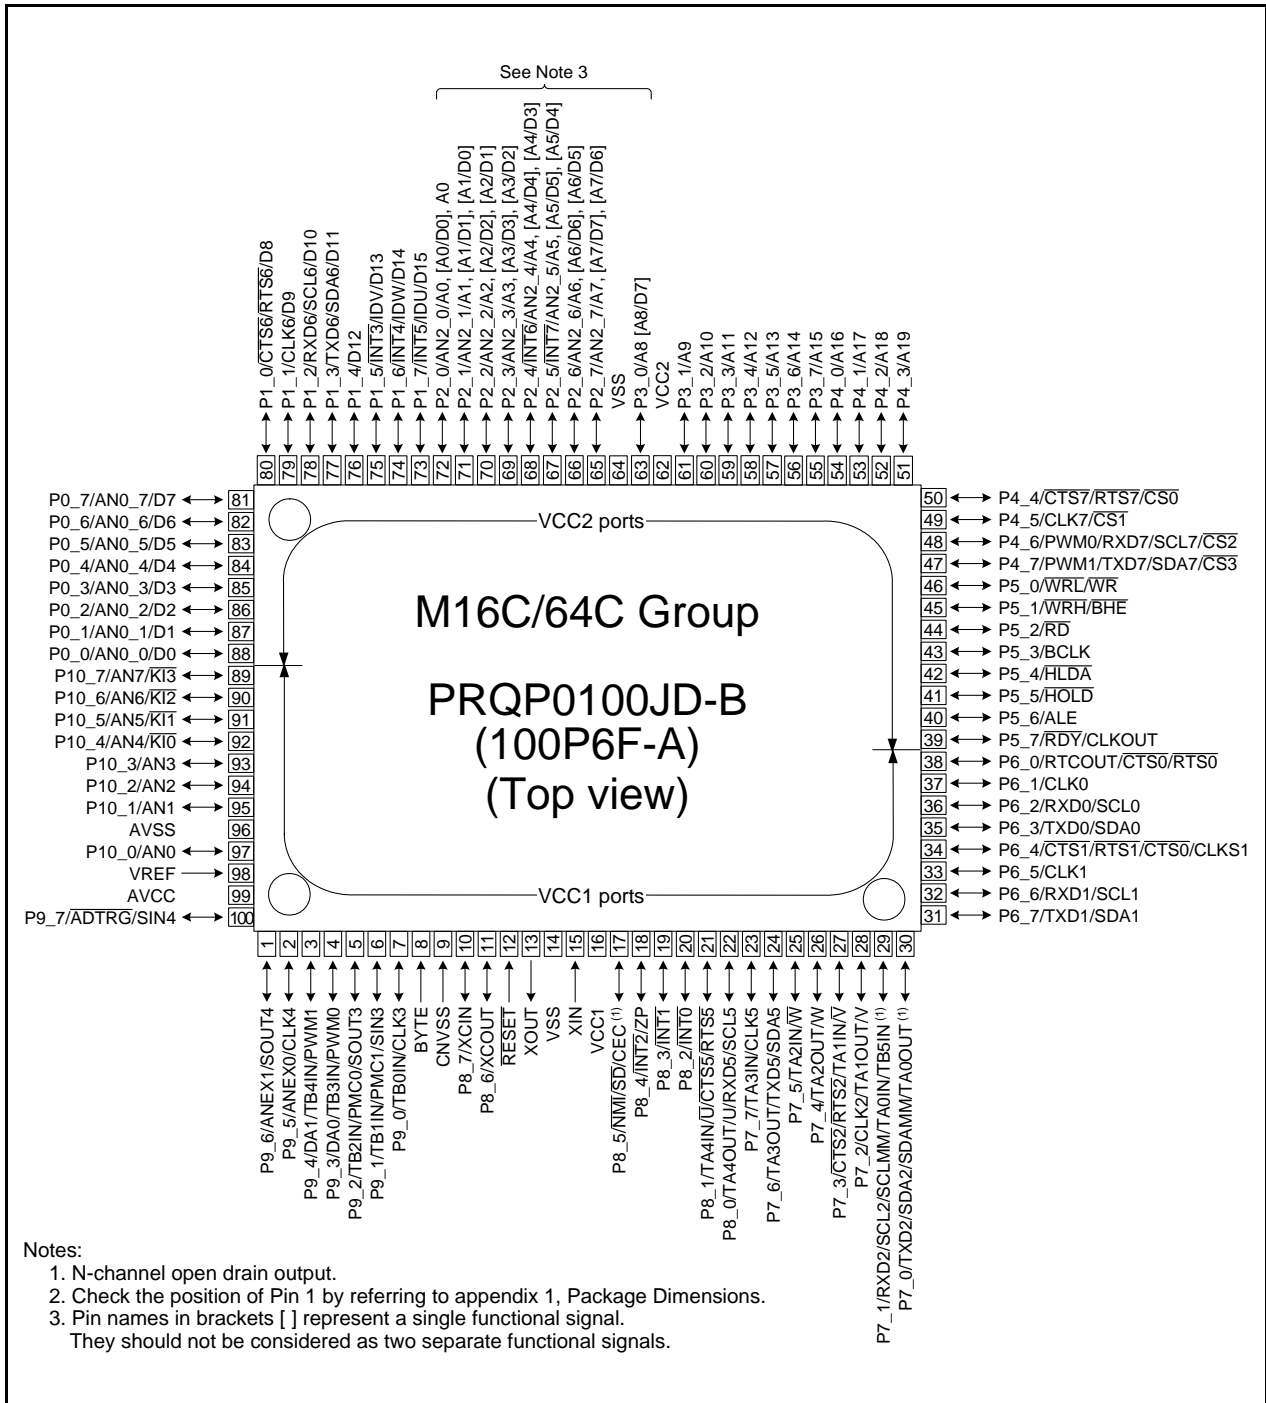 See Note 3
P1_0/CTS6/RTS6/D8
P1_1/CLK6/D9
P1_2/RXD6/SCL6/D10
P1_3/TXD6/SDA6/D11
P1_4/D12
P1_5/INT3/IDV/D13
P1_6/INT4/IDW/D14
P1_7/INT5/IDU/D15
P2_0/AN2_0/A0, [A0/D0], A0
P2_1/AN2_1/A1, [A1/D1], [A1/D0]
P2_2/AN2_2/A2, [A2/D2], [A2/D1]
P2_3/AN2_3/A3, [A3/D3], [A3/D2]
P2_4/INT6/AN2_4/A4, [A4/D4], [A4/D3]
P2_5/INT7/AN2_5/A5, [A5/D5], [A5/D4]
P2_6/AN2_6/A6, [A6/D6], [A6/D5]
P2_7/AN2_7/A7, [A7/D7], [A7/D6]
VSS
P3_0/A8 [A8/D7]
VCC2
P3_1/A9
P3_2/A10
P3_3/A11
P3_4/A12
P3_5/A13
P3_6/A14
P3_7/A15
P4_0/A16
P4_1/A17
P4_2/A18
P4_3/A19
80 79 78 77 76 75 74 73 72 71 70 69 68 67 66 65 64 63 62 61 60 59 58 57 56 55 54 53 52 51
P0_7/AN0_7/D7 81
P0_6/AN0_6/D6 82
P0_5/AN0_5/D5 83
P0_4/AN0_4/D4 84
P0_3/AN0_3/D3 85
P0_2/AN0_2/D2 86
P0_1/AN0_1/D1 87
P0_0/AN0_0/D0 88
P10_7/AN7/KI3 89
P10_6/AN6/KI2 90
P10_5/AN5/KI1 91
P10_4/AN4/KI0 92
P10_3/AN3 93
P10_2/AN2 94
P10_1/AN1 95
AVSS 96
P10_0/AN0 97
VREF 98
AVCC 99
P9_7/ADTRG/SIN4 100
VCC2 ports
M16C/64C Group
PRQP0100JD-B
(100P6F-A)
(Top view)
VCC1 ports
50 P4_4/CTS7/RTS7/CS0
49 P4_5/CLK7/CS1
48 P4_6/PWM0/RXD7/SCL7/CS2
47 P4_7/PWM1/TXD7/SDA7/CS3
46 P5_0/WRL/WR
45 P5_1/WRH/BHE
44 P5_2/RD
43 P5_3/BCLK
42 P5_4/HLDA
41 P5_5/HOLD
40 P5_6/ALE
39 P5_7/RDY/CLKOUT
38 P6_0/RTCOUT/CTS0/RTS0
37 P6_1/CLK0
36 P6_2/RXD0/SCL0
35 P6_3/TXD0/SDA0
34 P6_4/CTS1/RTS1/CTS0/CLKS1
33 P6_5/CLK1
32 P6_6/RXD1/SCL1
31 P6_7/TXD1/SDA1
1 2 3 4 5 6 7 8 9 10 11 12 13 14 15 16 17 18 19 20 21 22 23 24 25 26 27 28 29 30
P9_6/ANEX1/SOUT4
P9_5/ANEX0/CLK4
P9_4/DA1/TB4IN/PWM1
P9_3/DA0/TB3IN/PWM0
P9_2/TB2IN/PMC0/SOUT3
P9_1/TB1IN/PMC1/SIN3
P9_0/TB0IN/CLK3
BYTE
CNVSS
P8_7/XCIN
P8_6/XCOUT
RESET
XOUT
VSS
XIN
VCC1
P8_5/NMI/SD/CEC (1)
P8_4/INT2/ZP
P8_3/INT1
P8_2/INT0
P8_1/TA4IN/U/CTS5/RTS5
P8_0/TA4OUT/U/RXD5/SCL5
P7_7/TA3IN/CLK5
P7_6/TA3OUT/TXD5/SDA5
P7_5/TA2IN/W
P7_4/TA2OUT/W
P7_3/CTS2/RTS2/TA1IN/V
P7_2/CLK2/TA1OUT/V
P7_1/RXD2/SCL2/SCLMM/TA0IN/TB5IN (1)
P7_0/TXD2/SDA2/SDAMM/TA0OUT (1)
Notes:
1. N-channel open drain output.
2. Check the position of Pin 1 by referring to appendix 1, Package Dimensions.
3. Pin names in brackets [ ] represent a single functional signal.
They should not be considered as two separate functional signals.